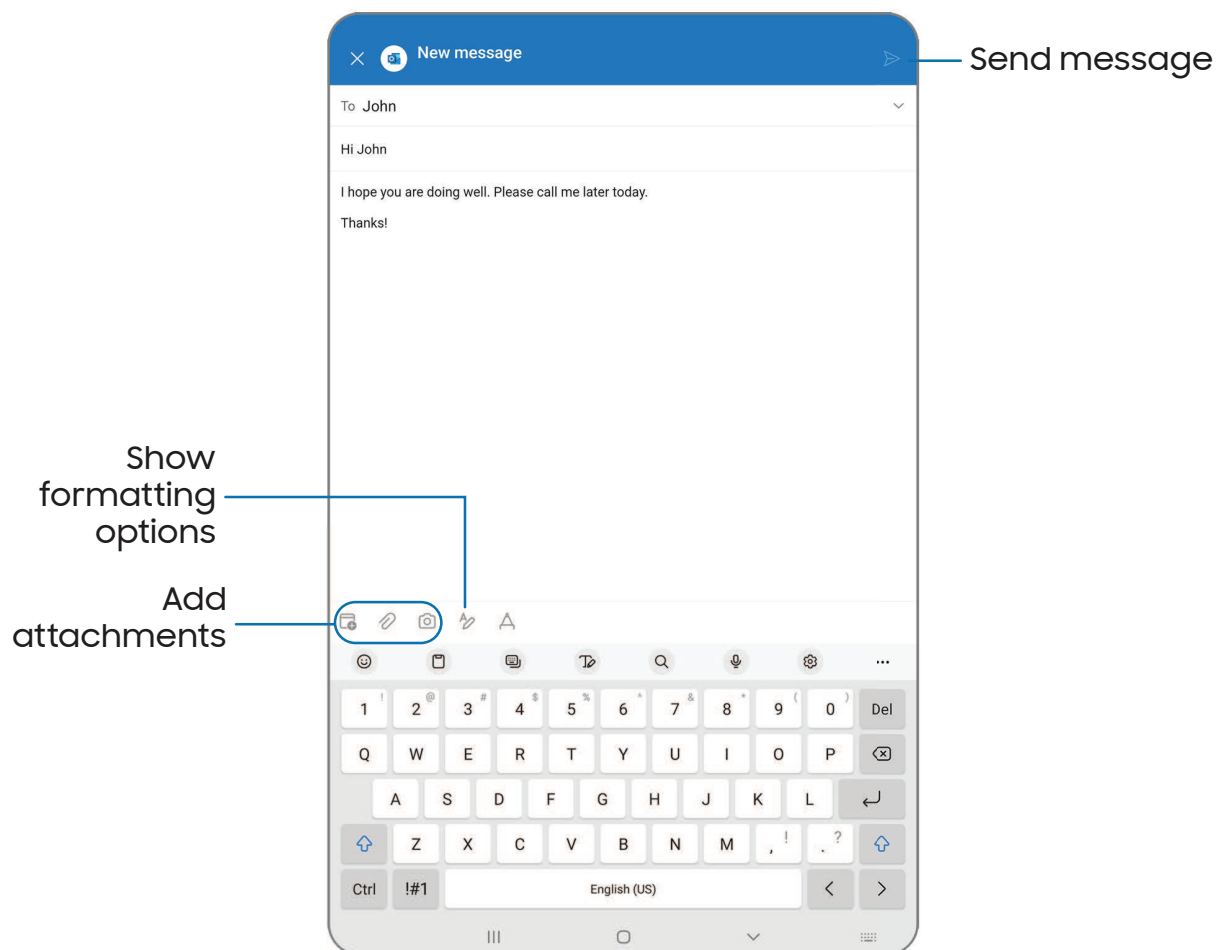 New message
Send message
To John
Hi John
I hope you are doing well. Please call me later today.
Thanks!
Show
formatting
options
Add
attachments
1 ! 2 @ 3 # 4 $ 5 % 6 ^ 7 & 8 * 9 ( 0 ) Del
Q W E R T Y U I O P
A S D F G H J K L
Z X C V B N M , ! . ?
Ctrl !#1 English (US) < >